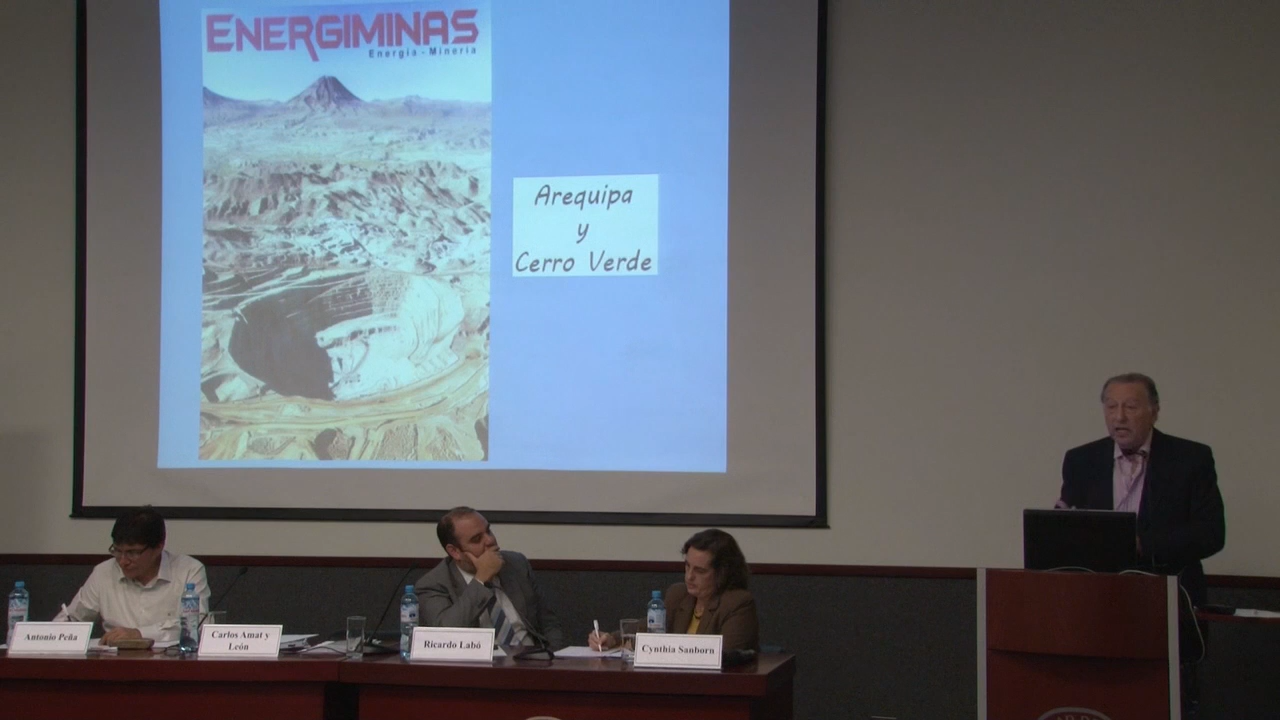 ENERGIMINAS
Energía - Minería
Arequipa
y
Cerro Verde
Antonio Peña
Carlos Amat y
León
Ricardo Labó
Cynthia Sanborn